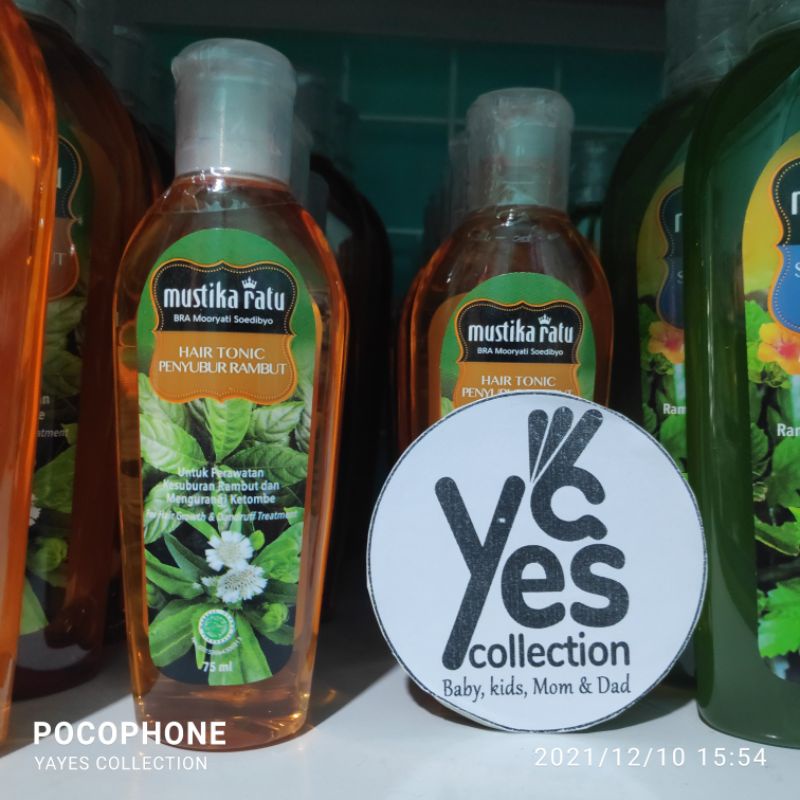 mustika ratu
BRA Mooryati Soedibyo
HAIR TONIC
PENYUBUR RAMBUT
Untuk Perawatan
Kesuburan Rambut dan
Mengurangi Ketombe
For Hair Growth & Dandruff Treatment
75 ml
mustika ratu
BRA Mooryati Soedibyo
HAIR TONIC
PENYUBUR RAMBUT
Yes
collection
Baby, kids, Mom & Dad
POCOPHONE
YAYES COLLECTION
2021/12/10 15:54